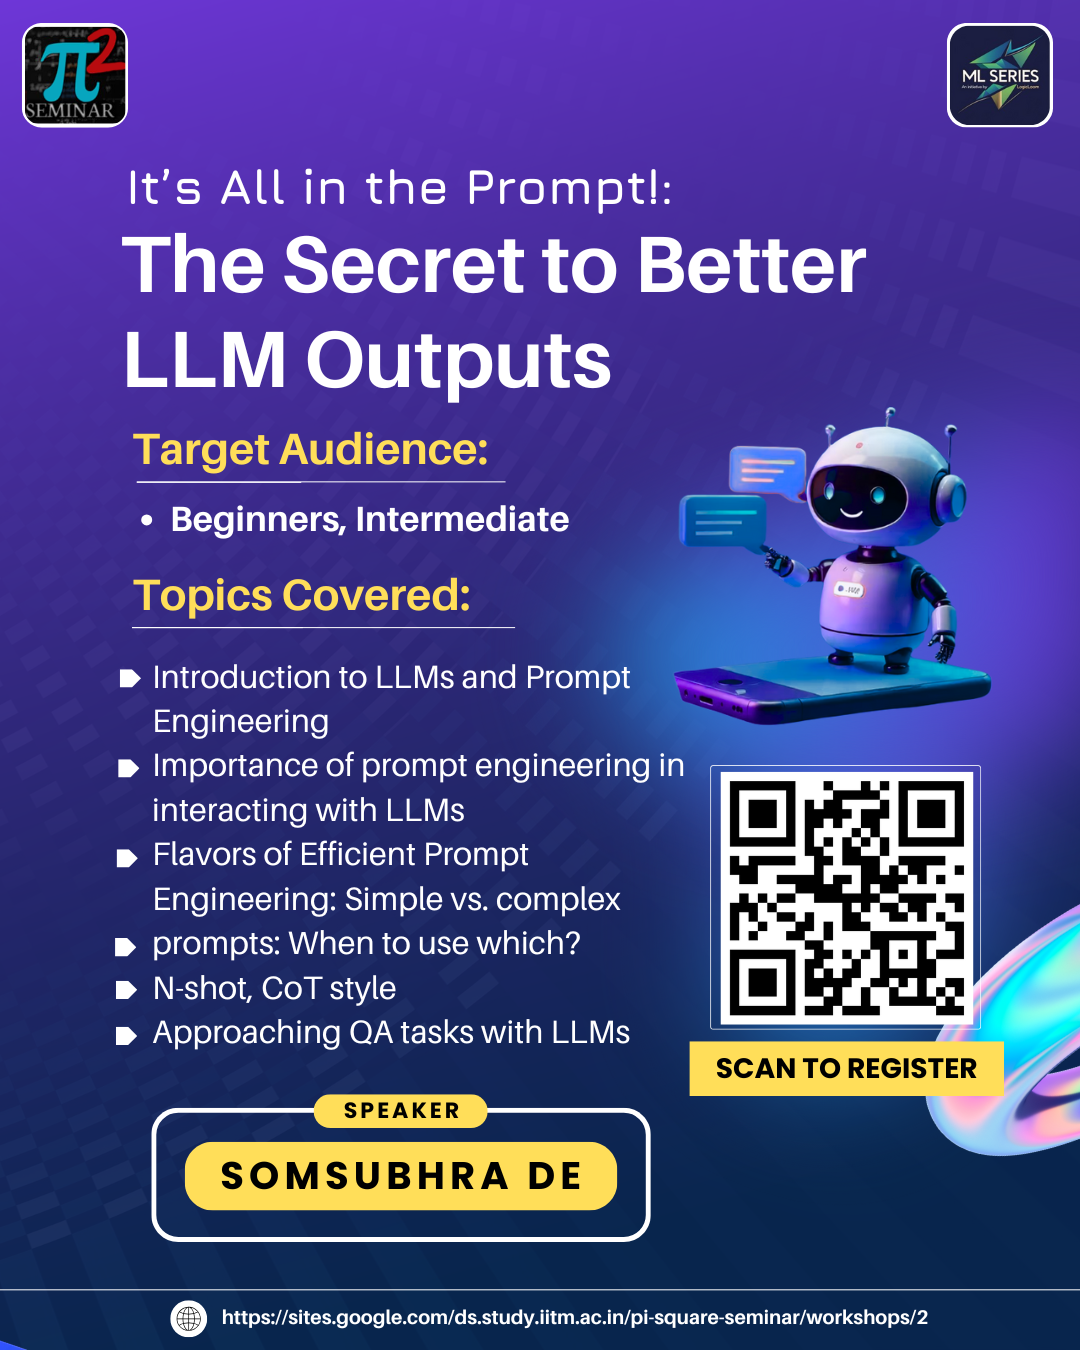 π2
SEMINAR
ML SERIES
It's All in the Prompt!:
The Secret to Better
LLM Outputs
Target Audience:
• Beginners, Intermediate
Topics Covered:
Introduction to LLMs and Prompt
Engineering
Importance of prompt engineering in
interacting with LLMs
Flavors of Efficient Prompt
Engineering: Simple vs. complex
prompts: When to use which?
N-shot, CoT style
Approaching QA tasks with LLMs
SCAN TO REGISTER
SPEAKER
SOMSUBHRA DE
https://sites.google.com/ds.study.iitm.ac.in/pi-square-seminar/workshops/2